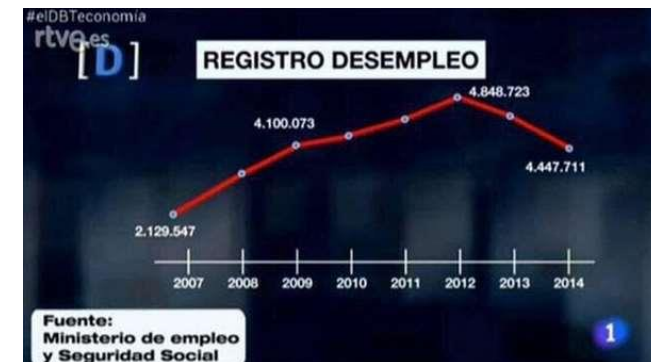 #elDBTeconomía
rtve.es
[D]
REGISTRO DESEMPLEO
4.848.723
4.100.073
4.447.711
2.129.547
2007 2008 2009 2010 2011 2012 2013 2014
Fuente:
Ministerio de empleo
y Seguridad Social
1